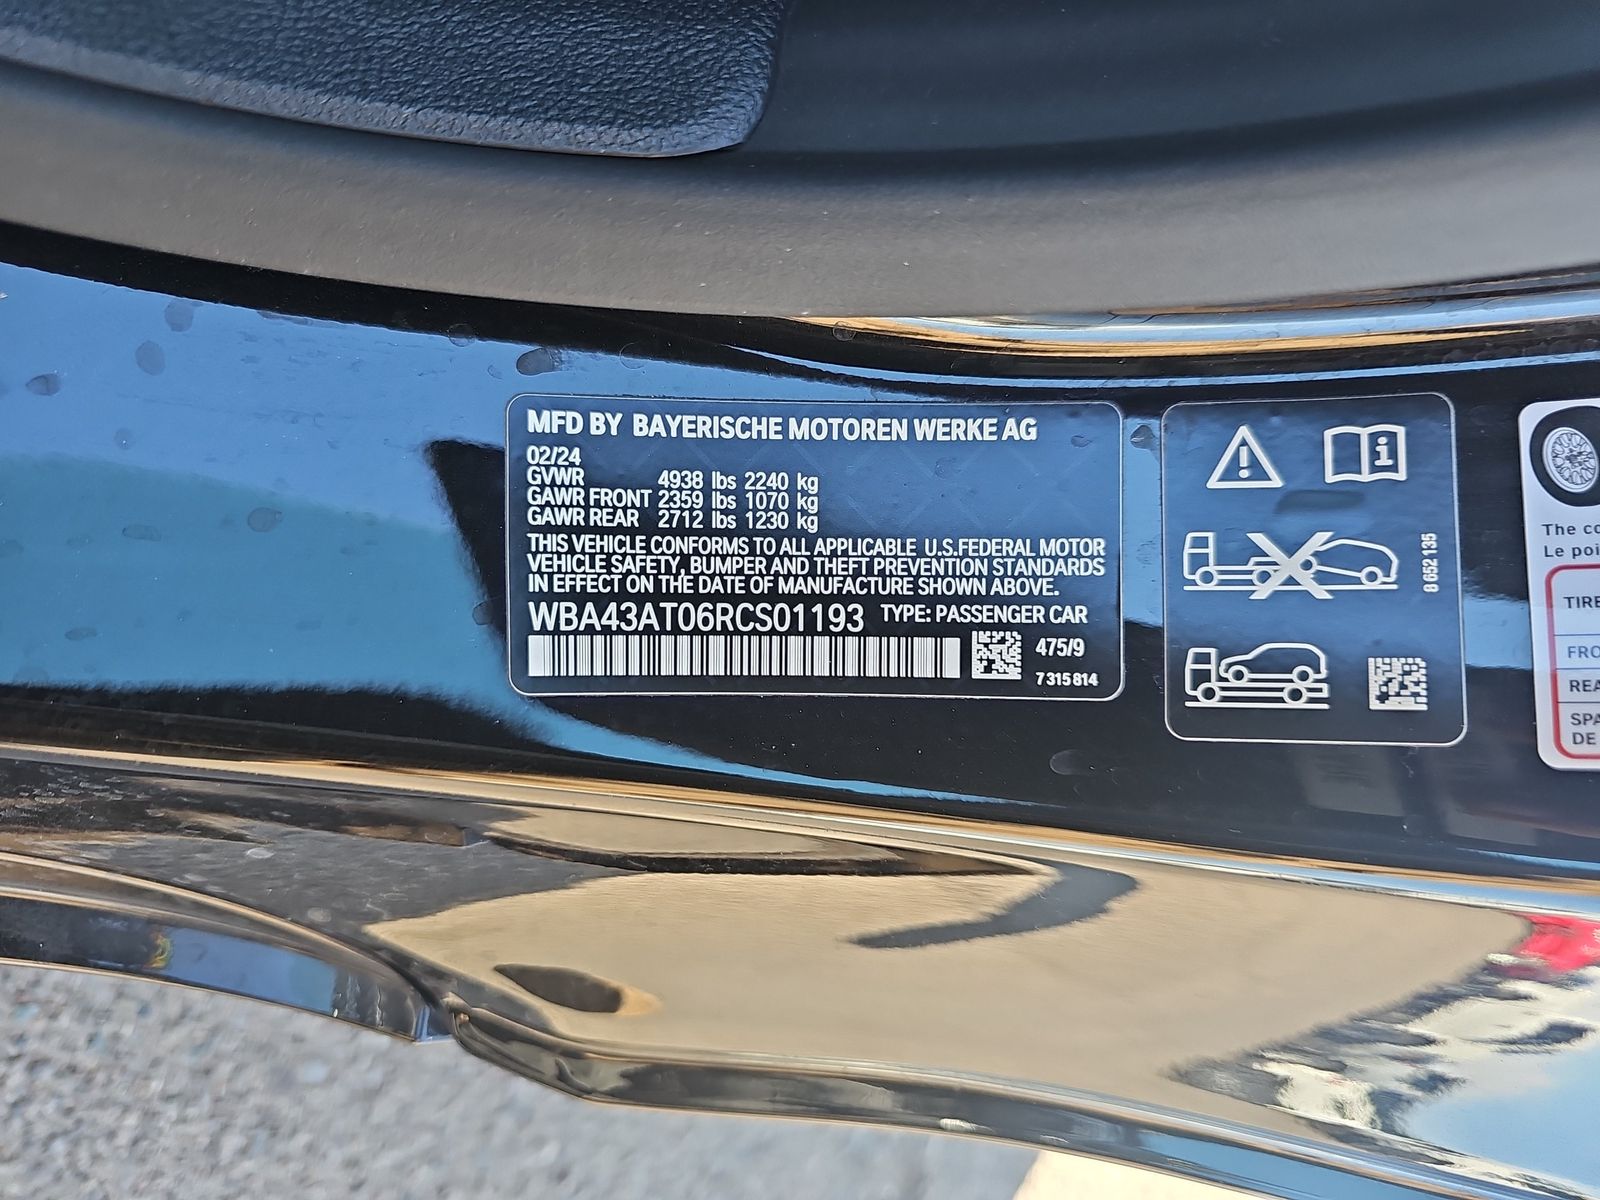 MFD BY BAYERISCHE MOTOREN WERKE AG
02/24
GVWR 4938 lbs 2240 kg
GAWR FRONT 2359 lbs 1070 kg
GAWR REAR 2712 lbs 1230 kg
THIS VEHICLE CONFORMS TO ALL APPLICABLE U.S.FEDERAL MOTOR
VEHICLE SAFETY, BUMPER AND THEFT PREVENTION STANDARDS
IN EFFECT ON THE DATE OF MANUFACTURE SHOWN ABOVE.
WBA43AT06RCS01193 TYPE: PASSENGER CAR
475/9
7 315 814
8 652 135
The co
Le poi
TIRE
FRO
REA
SPA
DE